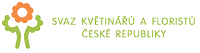 SVAZ KVĚTINÁŘŮ A FLORISTŮ
ČESKÉ REPUBLIKY